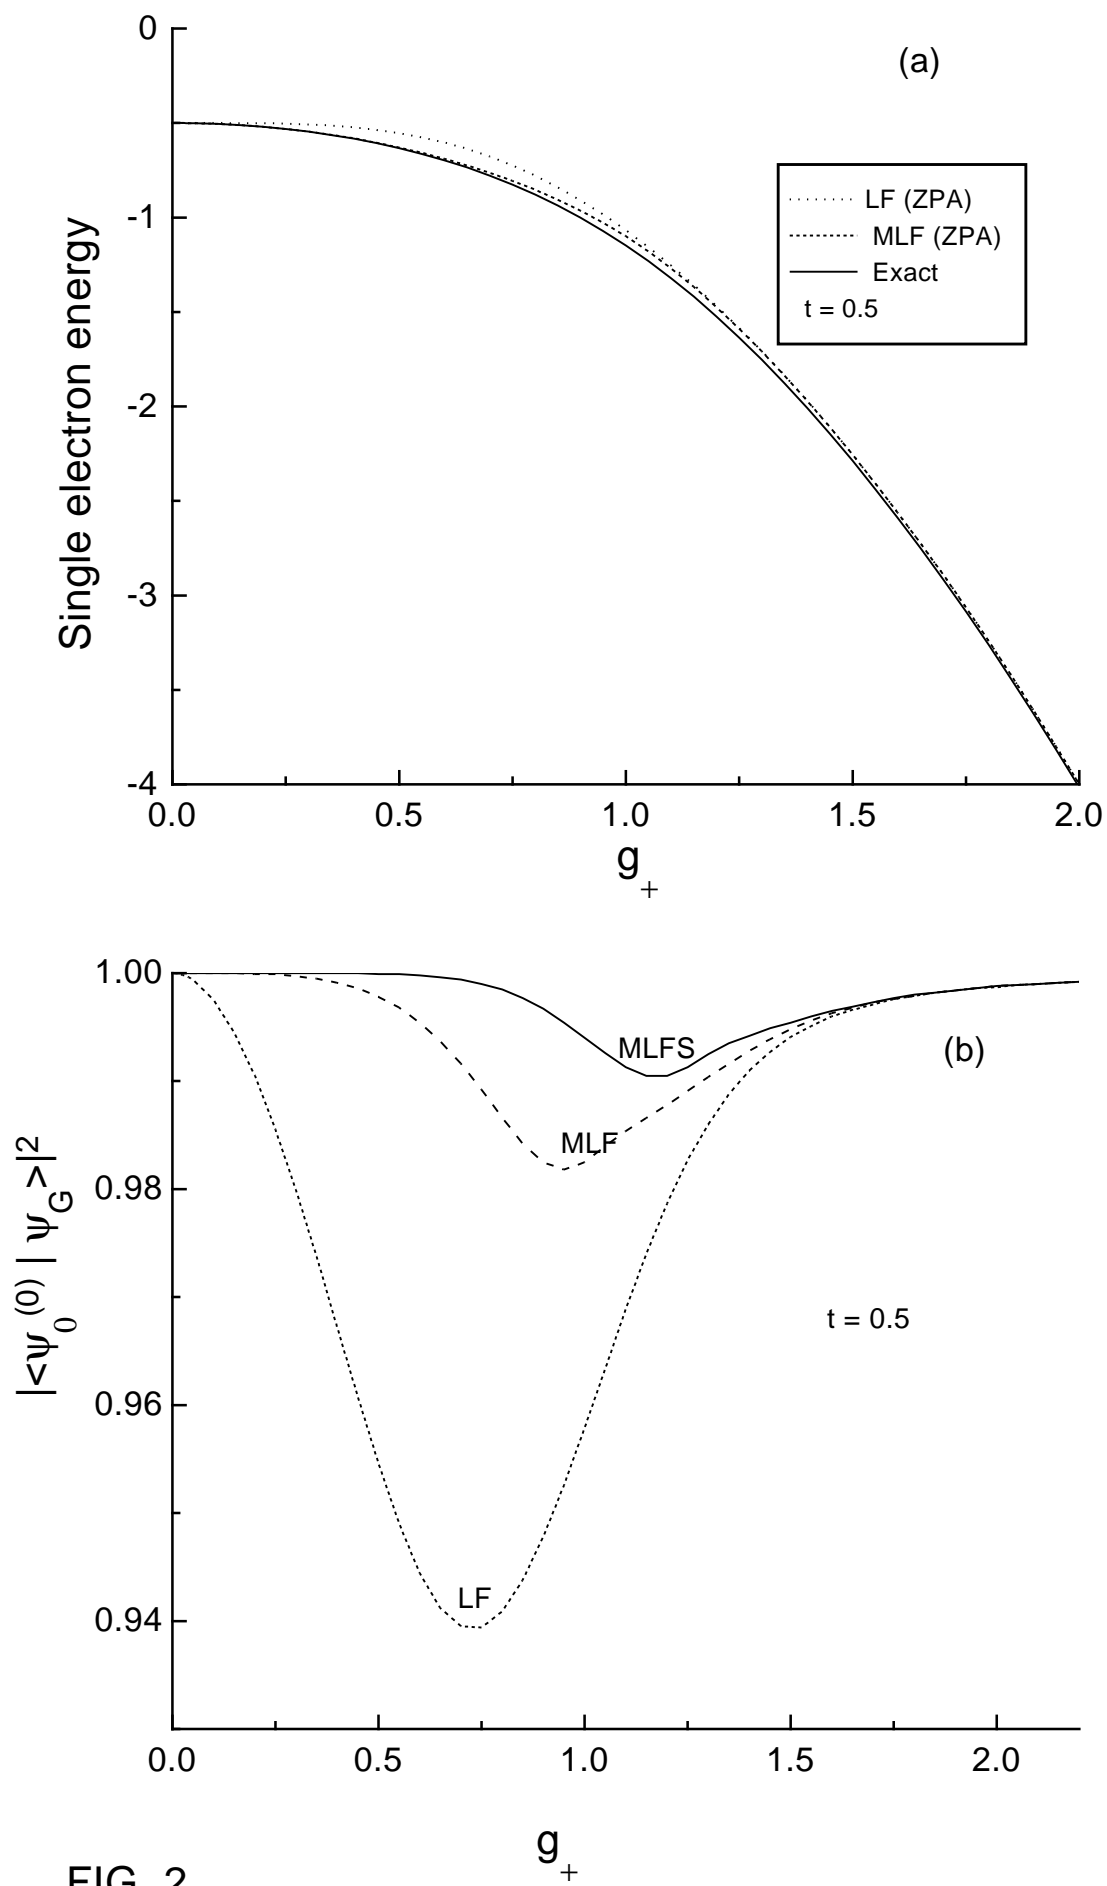 0
(a)
LF (ZPA)
MLF (ZPA)
Exact
t = 0.5
-1
-2
-3
-4
Single electron energy
0.0 0.5 1.0 1.5 2.0
g+
1.00
MLFS
(b)
MLF
0.98
|<ψ0(0) | ψG>|2
t = 0.5
0.96
LF
0.94
0.0 0.5 1.0 1.5 2.0
g+
FIG. 2